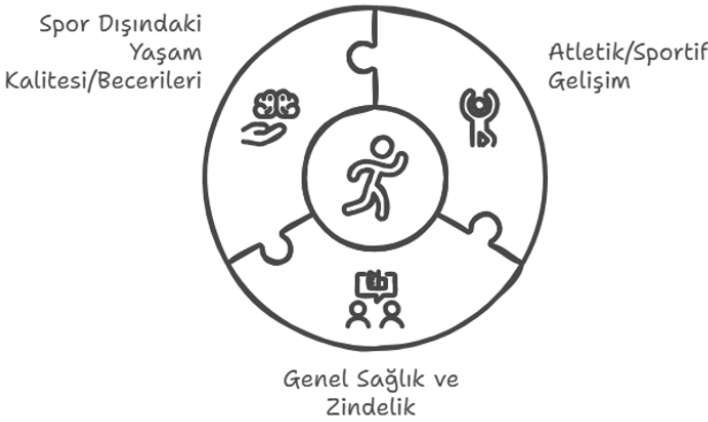 Spor Dışındaki
Yaşam
Kalitesi/Becerileri
Atletik/Sportif
Gelişim
Genel Sağlık ve
Zindelik